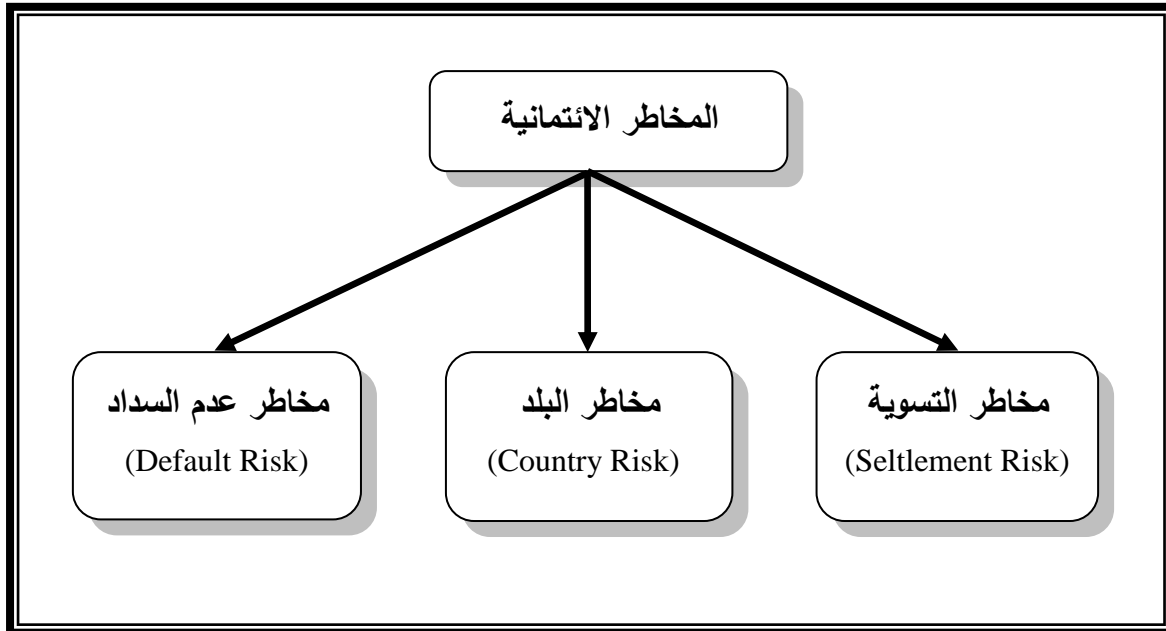 المخاطر الائتمانية
مخاطر التسوية
(Seltlement Risk)
مخاطر البلد
(Country Risk)
مخاطر عدم السداد
(Default Risk)